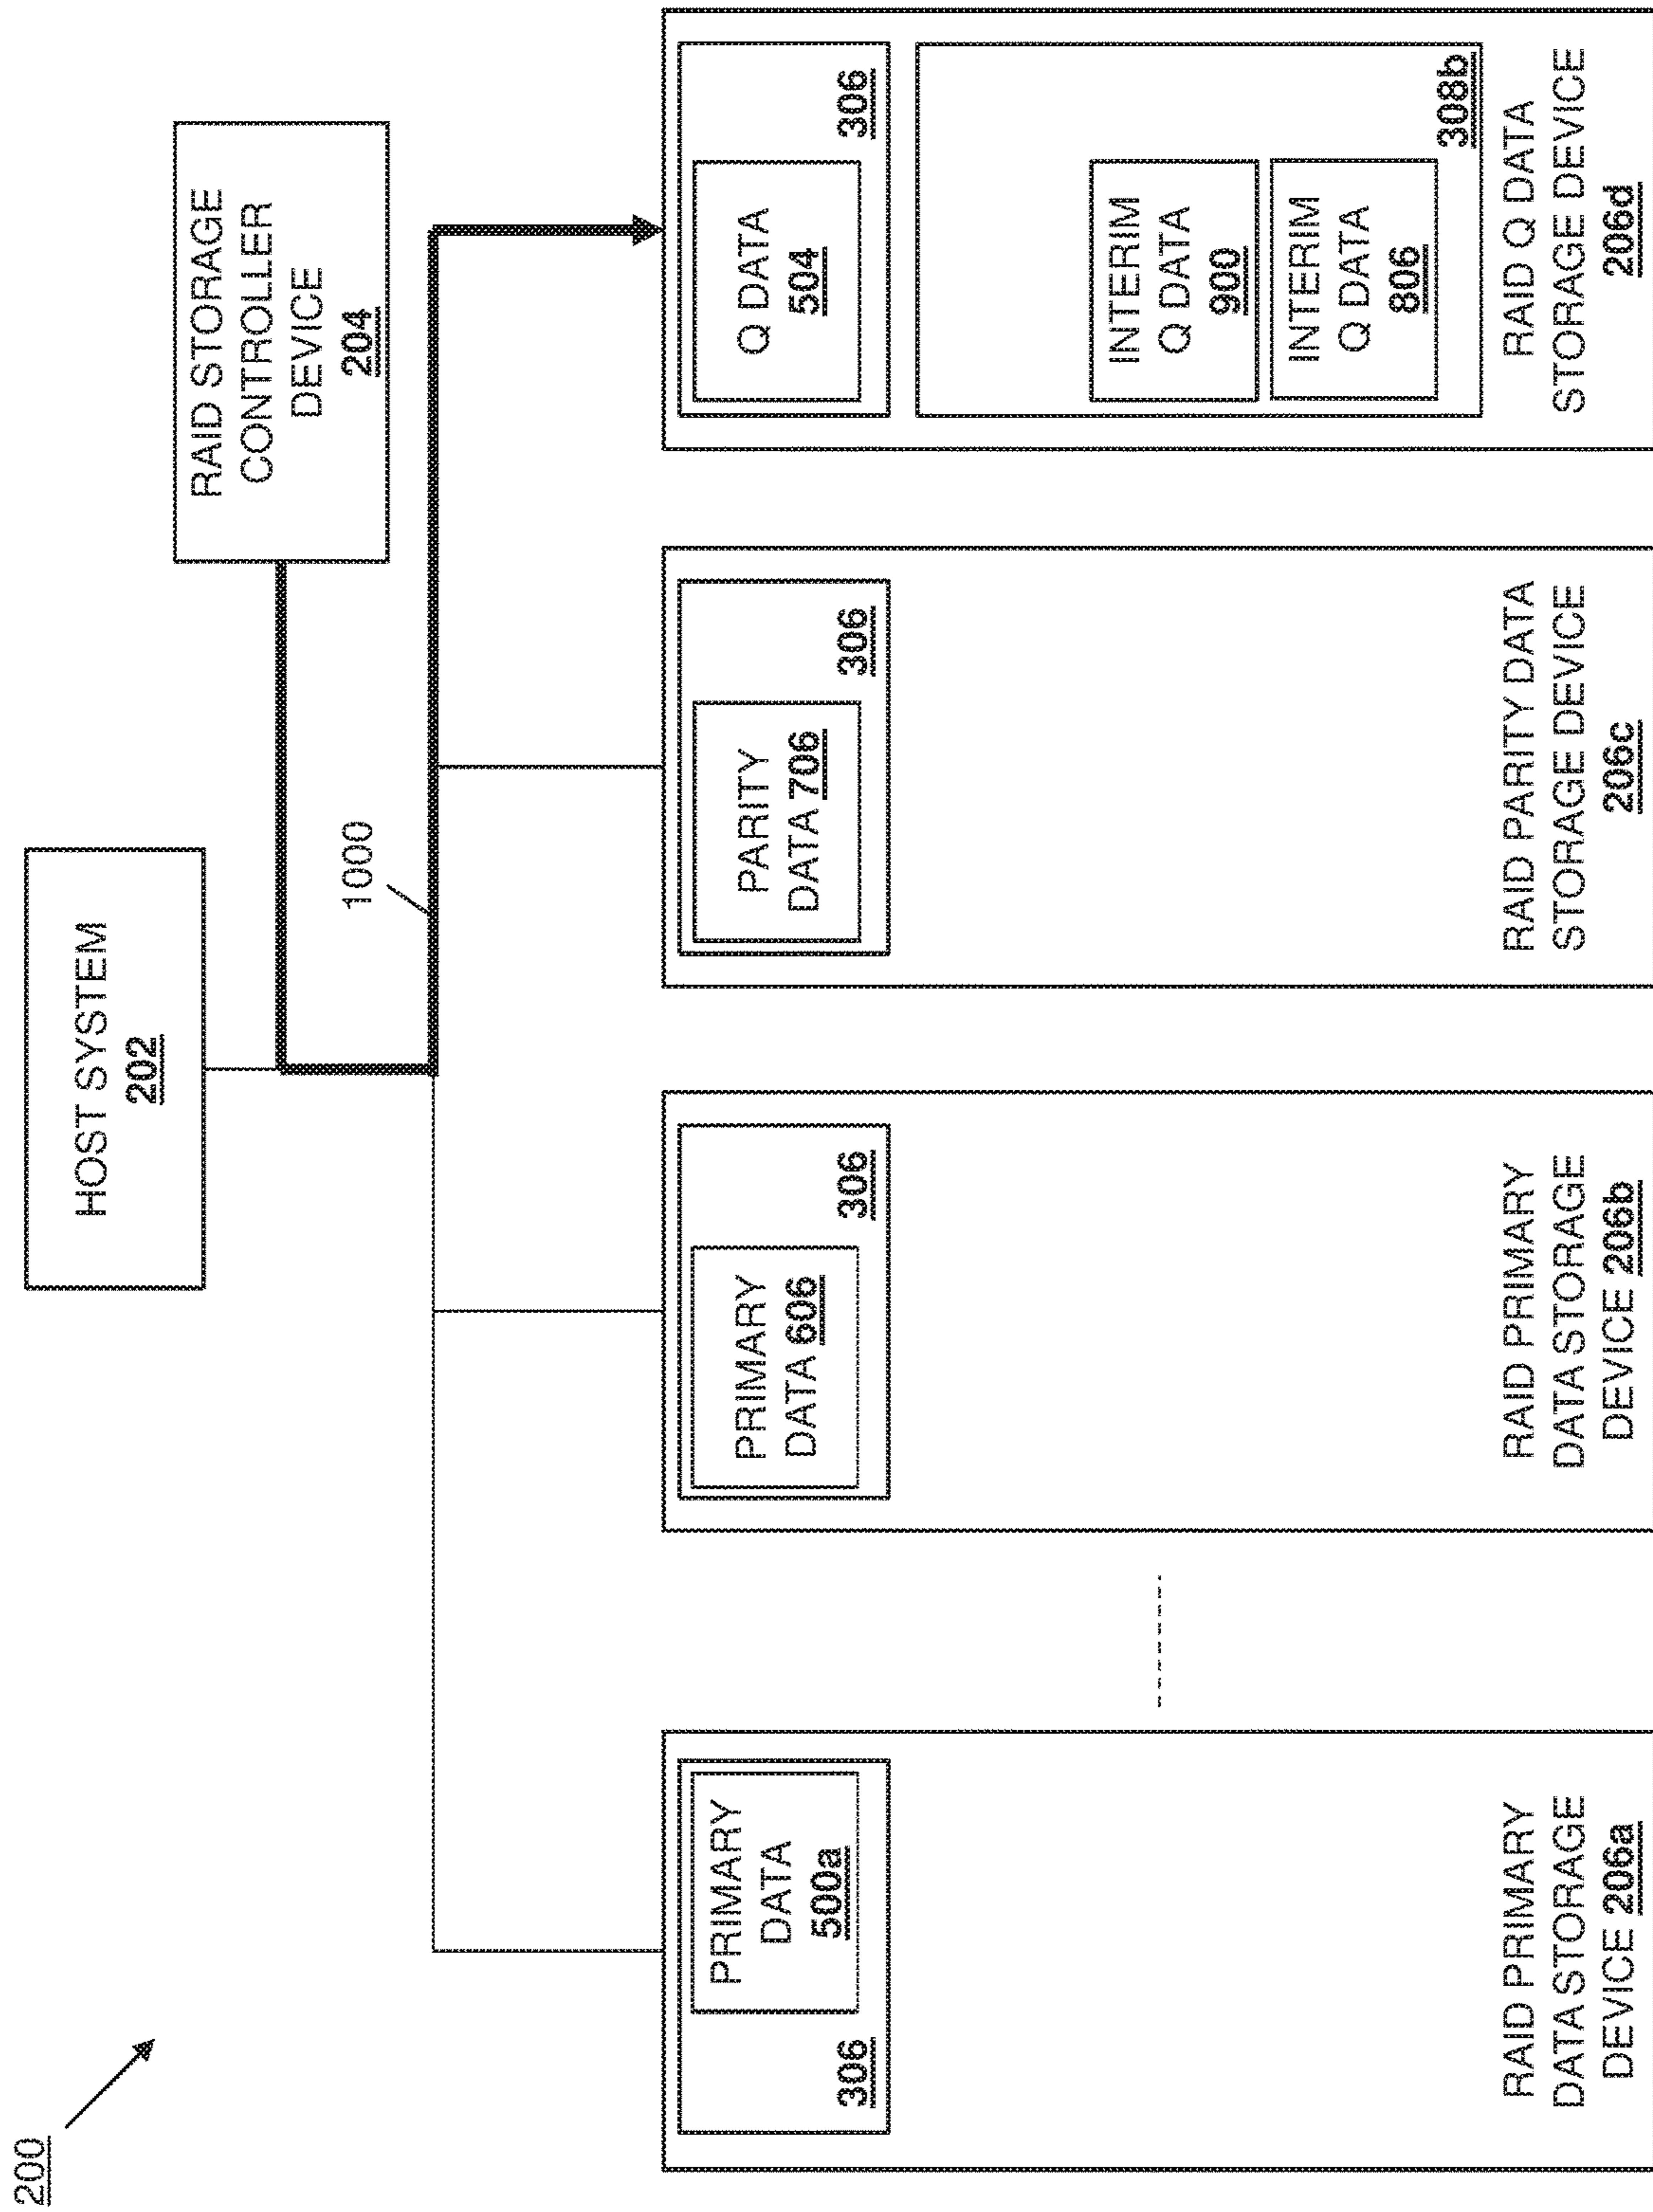 200
HOST SYSTEM
202
RAID STORAGE
CONTROLLER
DEVICE
204
1000
PRIMARY
DATA
500a
306
RAID PRIMARY
DATA STORAGE
DEVICE 206a
PRIMARY
DATA 606
306
RAID PRIMARY
DATA STORAGE
DEVICE 206b
PARITY
DATA 706
306
RAID PARITY DATA
STORAGE DEVICE
206c
Q DATA
504
306
INTERIM
Q DATA
900
INTERIM
Q DATA
806
308b
RAID Q DATA
STORAGE DEVICE
206d